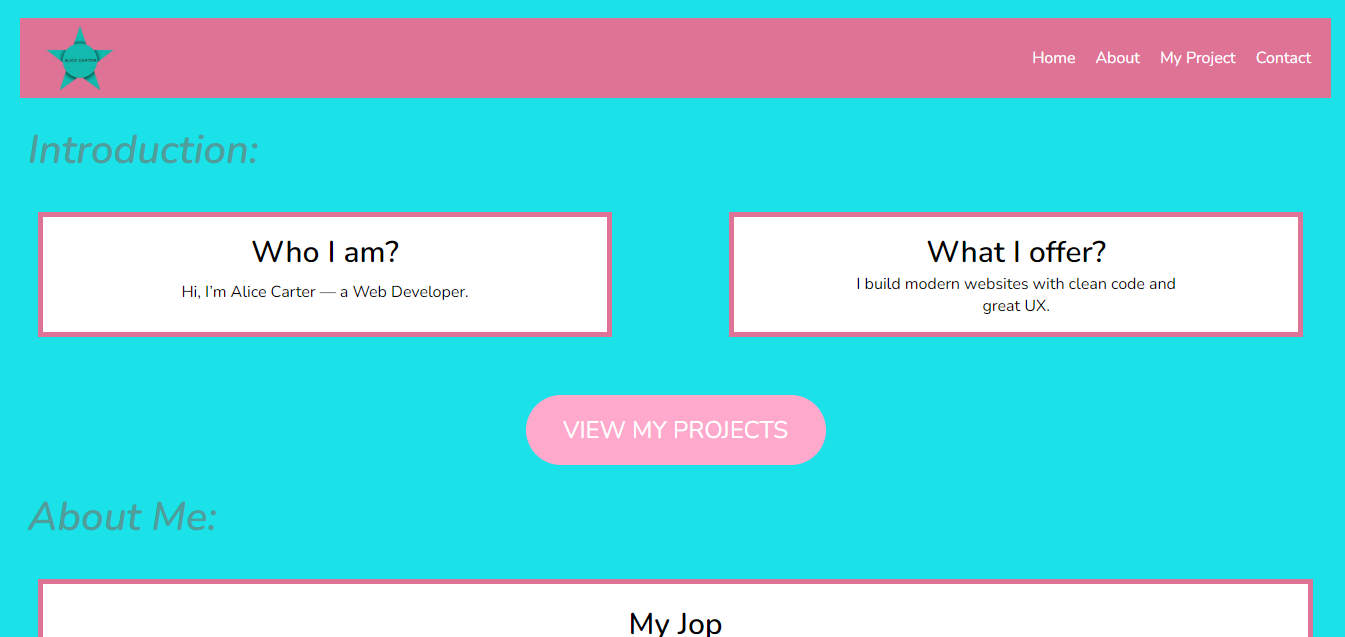 ALICE CARTER
Home About My Project Contact
Introduction:
Who I am?
Hi, I’m Alice Carter — a Web Developer.
What I offer?
I build modern websites with clean code and
great UX.
VIEW MY PROJECTS
About Me:
My Jop